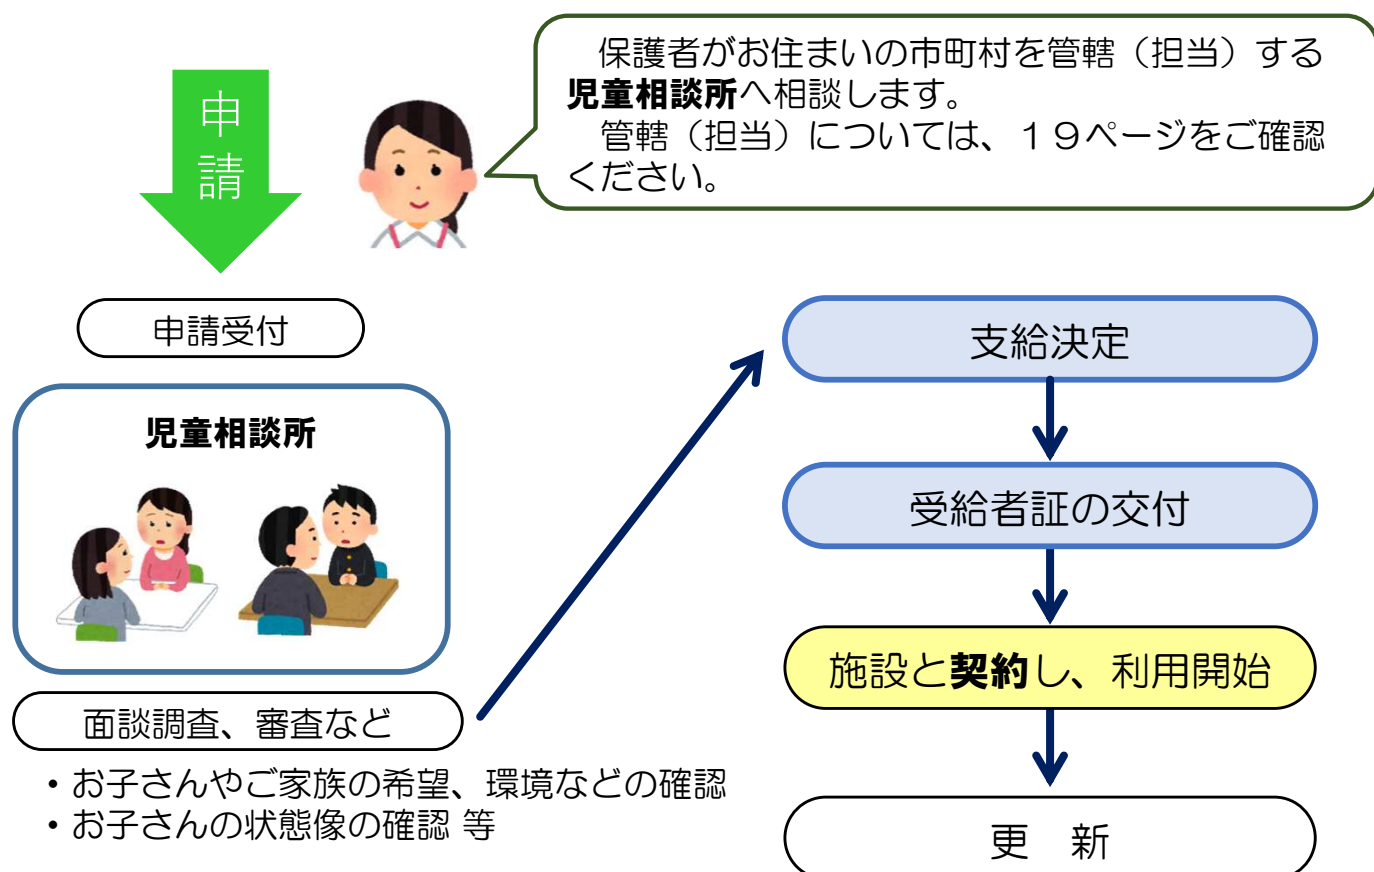 申請
保護者がお住まいの市町村を管轄（担当）する
児童相談所へ相談します。
管轄（担当）については、１９ページをご確認
ください。
申請受付
児童相談所
面談調査、審査など
・お子さんやご家族の希望、環境などの確認
・お子さんの状態像の確認 等
支給決定
受給者証の交付
施設と契約し、利用開始
更　新